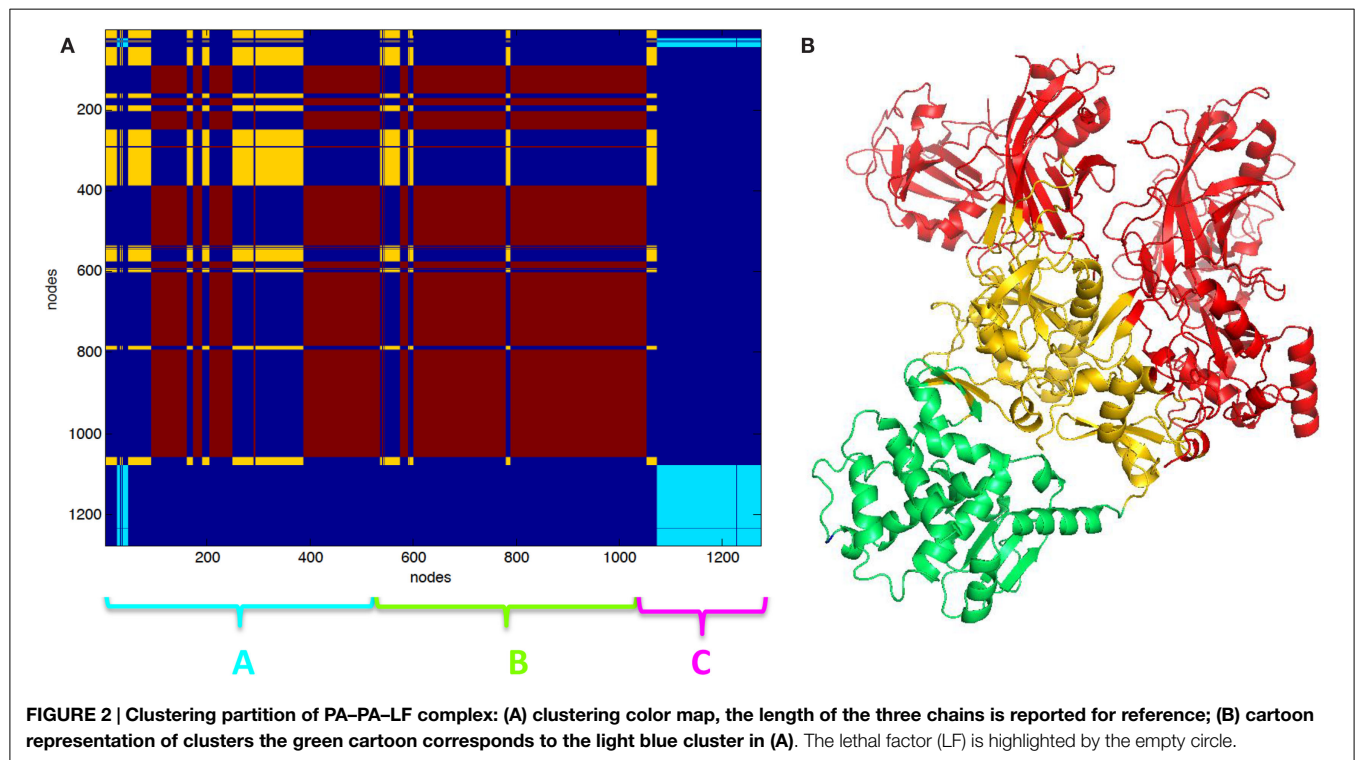 A
B
200
400
600
800
1000
1200
nodes
200 400 600 800 1000 1200
nodes
A B C
FIGURE 2 | Clustering partition of PA–PA–LF complex: (A) clustering color map, the length of the three chains is reported for reference; (B) cartoon
representation of clusters the green cartoon corresponds to the light blue cluster in (A). The lethal factor (LF) is highlighted by the empty circle.